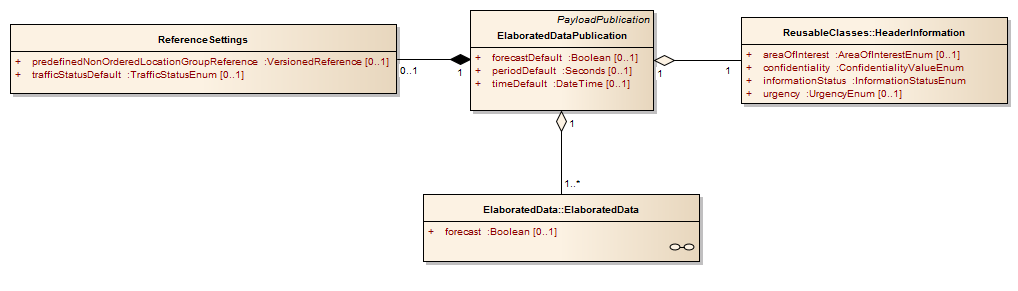 ReferenceSettings
+ predefinedNonOrderedLocationGroupReference :VersionedReference [0..1]
+ trafficStatusDefault :TrafficStatusEnum [0..1]
0..1
1
PayloadPublication
ElaboratedDataPublication
+ forecastDefault :Boolean [0..1]
+ periodDefault :Seconds [0..1]
+ timeDefault :DateTime [0..1]
1
1
ReusableClasses::HeaderInformation
+ areaOfInterest :AreaOfInterestEnum [0..1]
+ confidentiality :ConfidentialityValueEnum
+ informationStatus :InformationStatusEnum
+ urgency :UrgencyEnum [0..1]
1
1..*
ElaboratedData::ElaboratedData
+ forecast :Boolean [0..1]